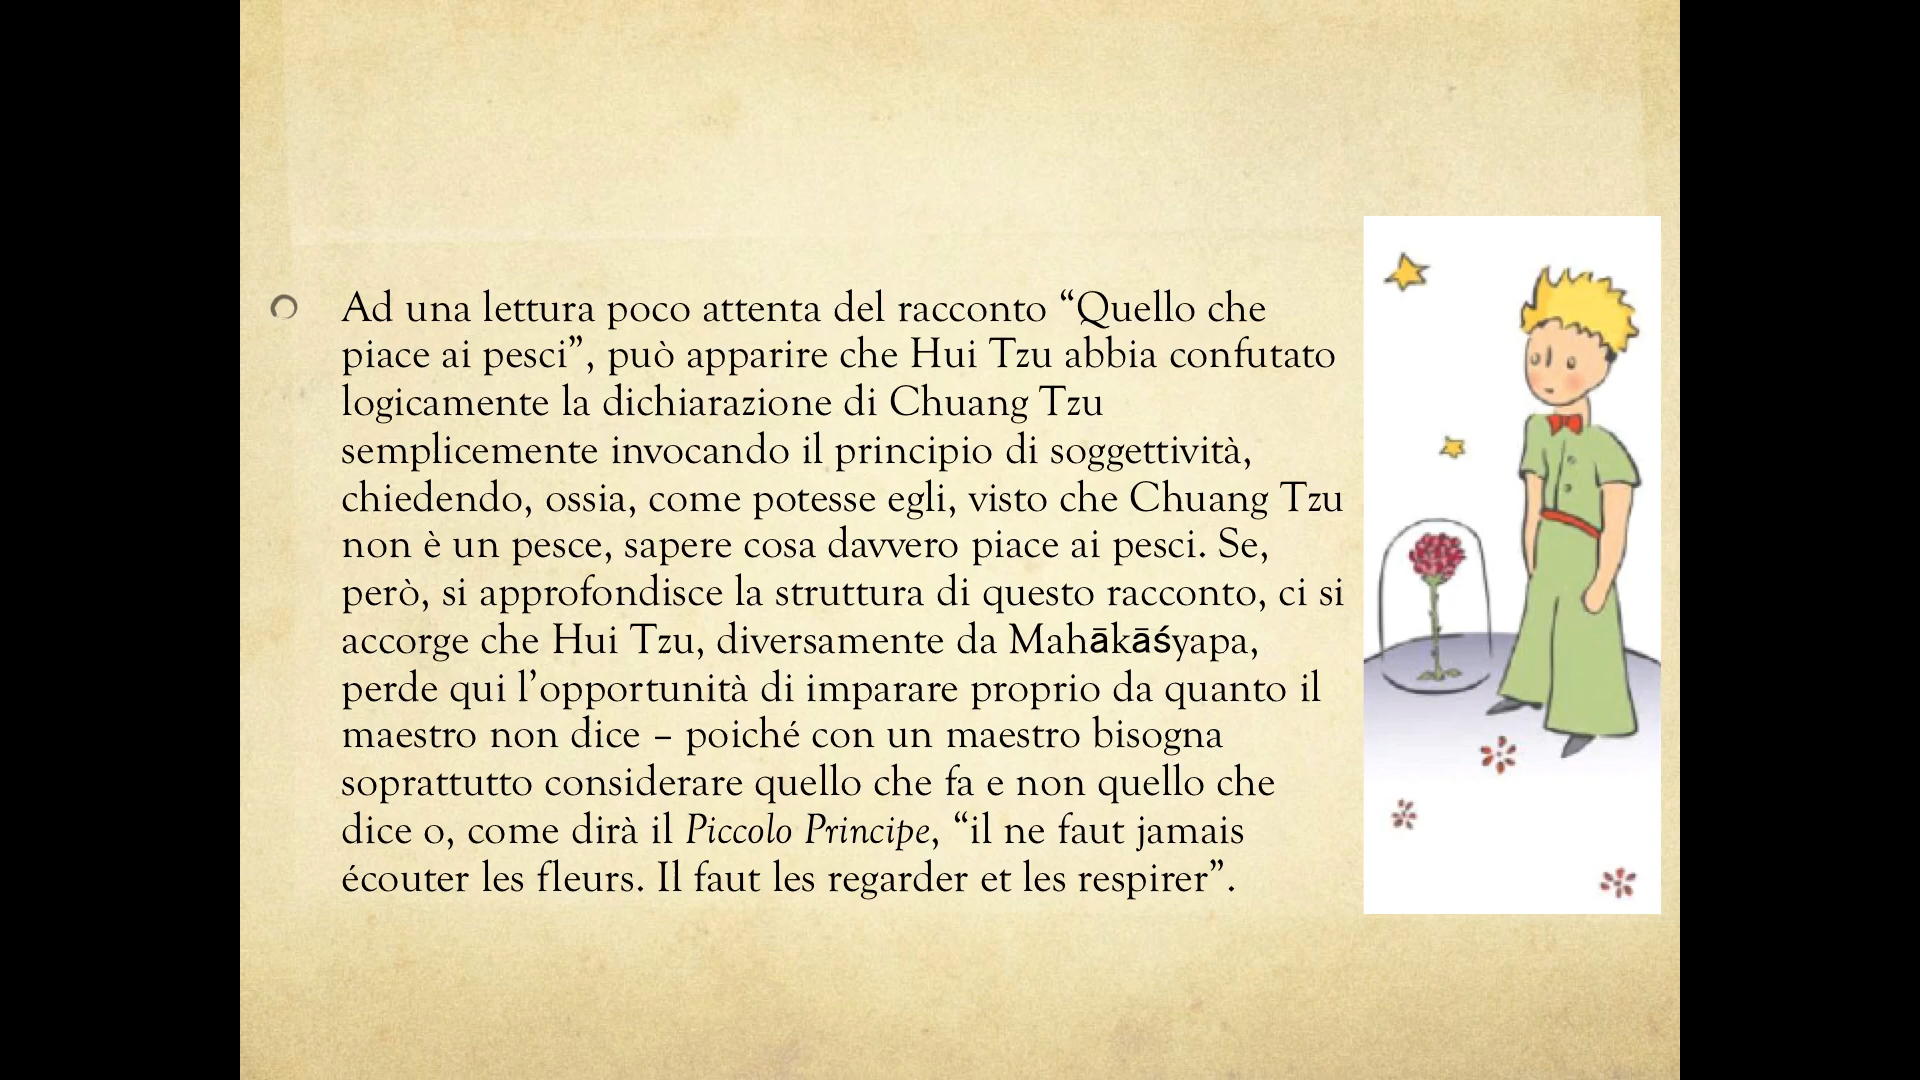 Ad una lettura poco attenta del racconto “Quello che
piace ai pesci”, può apparire che Hui Tzu abbia confutato
logicamente la dichiarazione di Chuang Tzu
semplicemente invocando il principio di soggettività,
chiedendo, ossia, come potesse egli, visto che Chuang Tzu
non è un pesce, sapere cosa davvero piace ai pesci. Se,
però, si approfondisce la struttura di questo racconto, ci si
accorge che Hui Tzu, diversamente da Mahākāśyapa,
perde qui l’opportunità di imparare proprio da quanto il
maestro non dice – poiché con un maestro bisogna
soprattutto considerare quello che fa e non quello che
dice o, come dirà il Piccolo Principe, “il ne faut jamais
écouter les fleurs. Il faut les regarder et les respirer”.